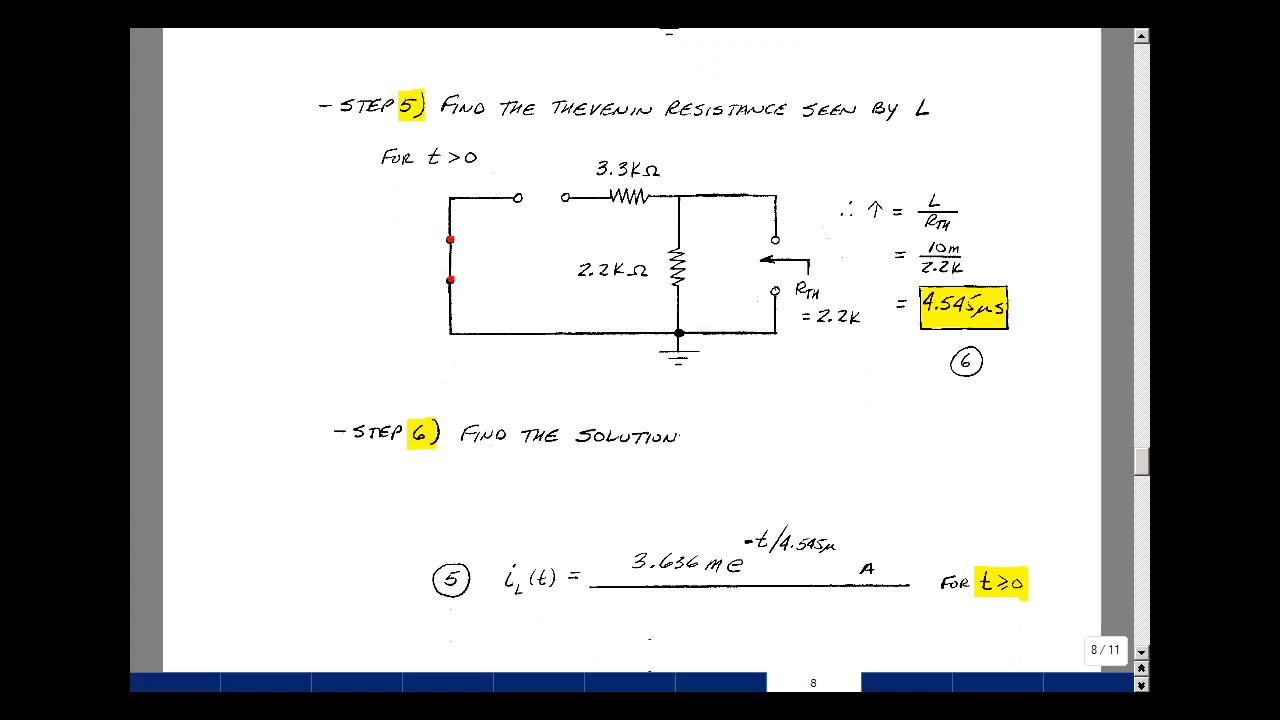 - STEP 5) FIND THE THEVENIN RESISTANCE SEEN BY L
FOR t > 0
3.3KΩ
2.2KΩ
RTH
= 2.2K
∴ τ = L / RTH
= 10m / 2.2K
= 4.545μs
6
- STEP 6) FIND THE SOLUTION
5 iL(t) = 3.636 m e^-t/4.545μ A FOR t ≥ 0
8 / 11
8